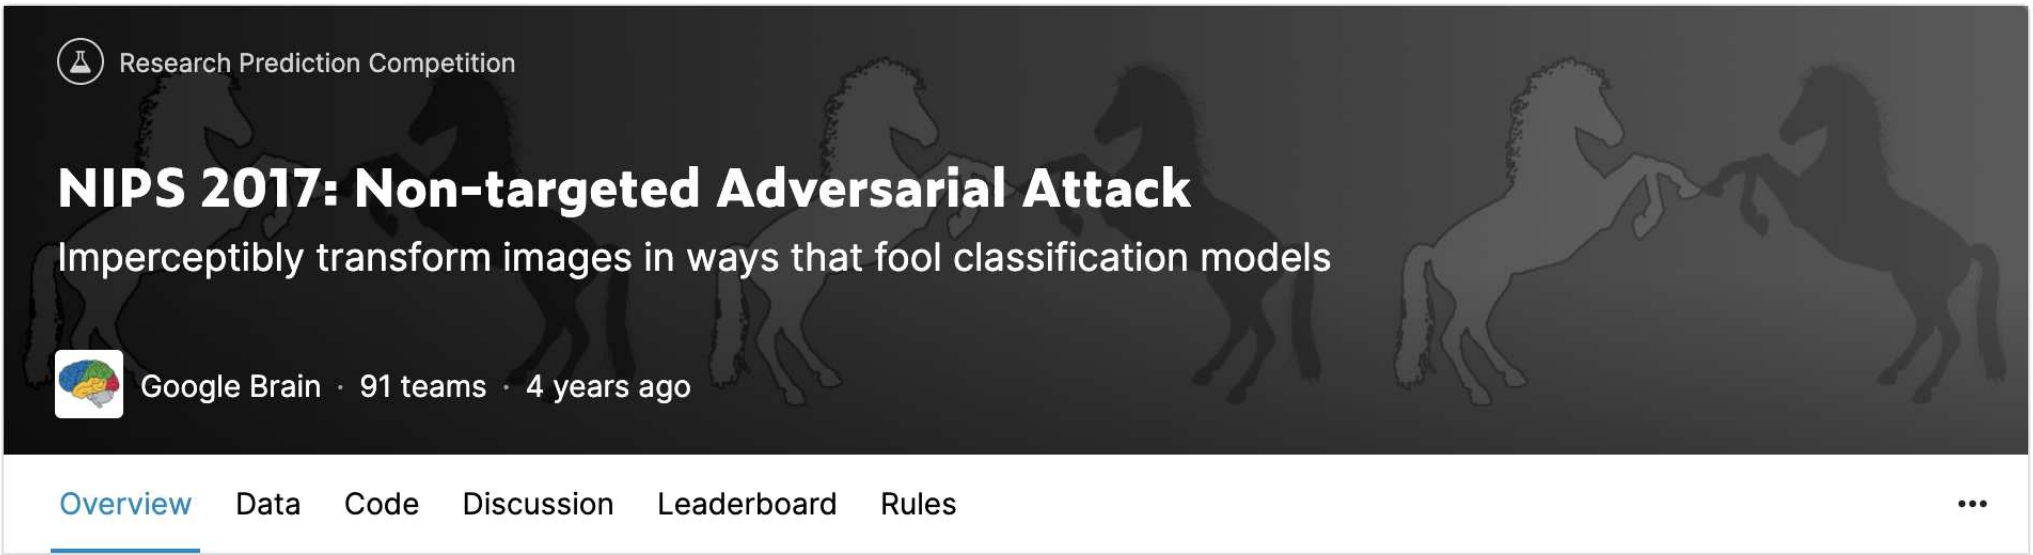 Research Prediction Competition
NIPS 2017: Non-targeted Adversarial Attack
Imperceptibly transform images in ways that fool classification models
Google Brain · 91 teams · 4 years ago
Overview Data Code Discussion Leaderboard Rules •••